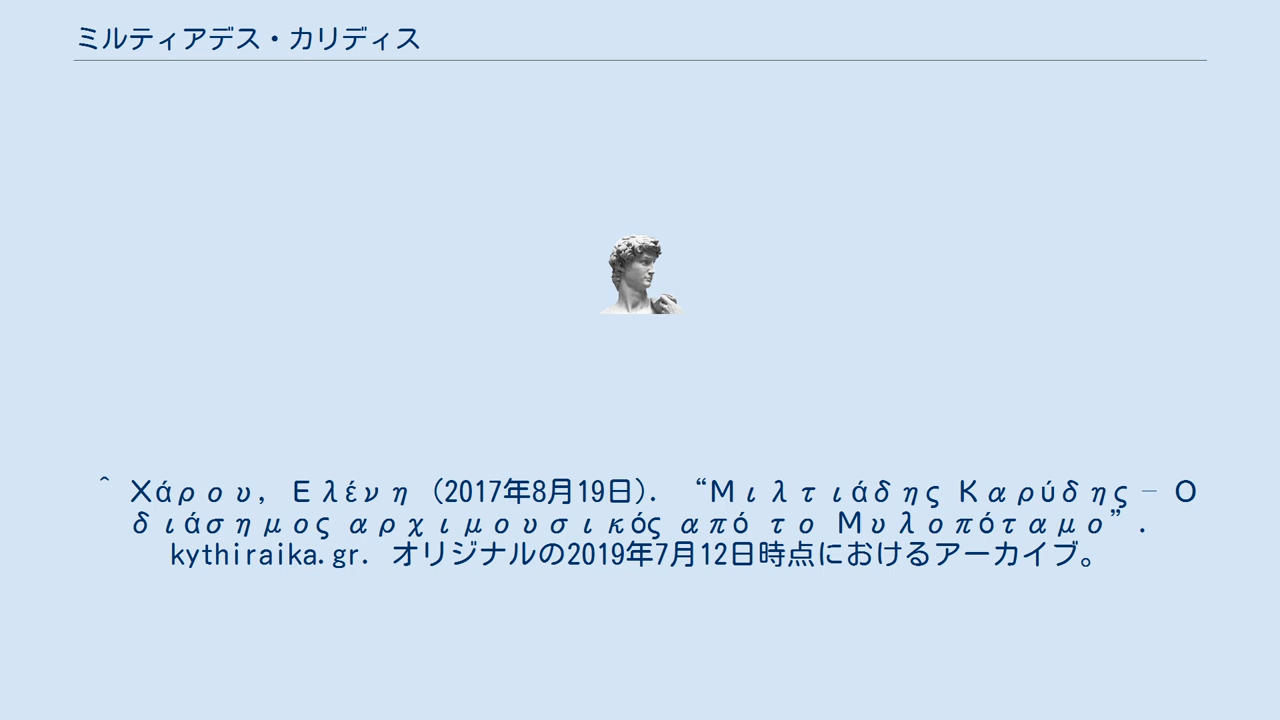 ミルティアデス・カリディス
^ Χάρου, Ελένη (2017年8月19日). “Μιλτιάδης Καρύδης – Ο
διάσημος αρχιμουσικός από το Μυλοπόταμο”.
kythiraika.gr. オリジナルの2019年7月12日時点におけるアーカイブ。